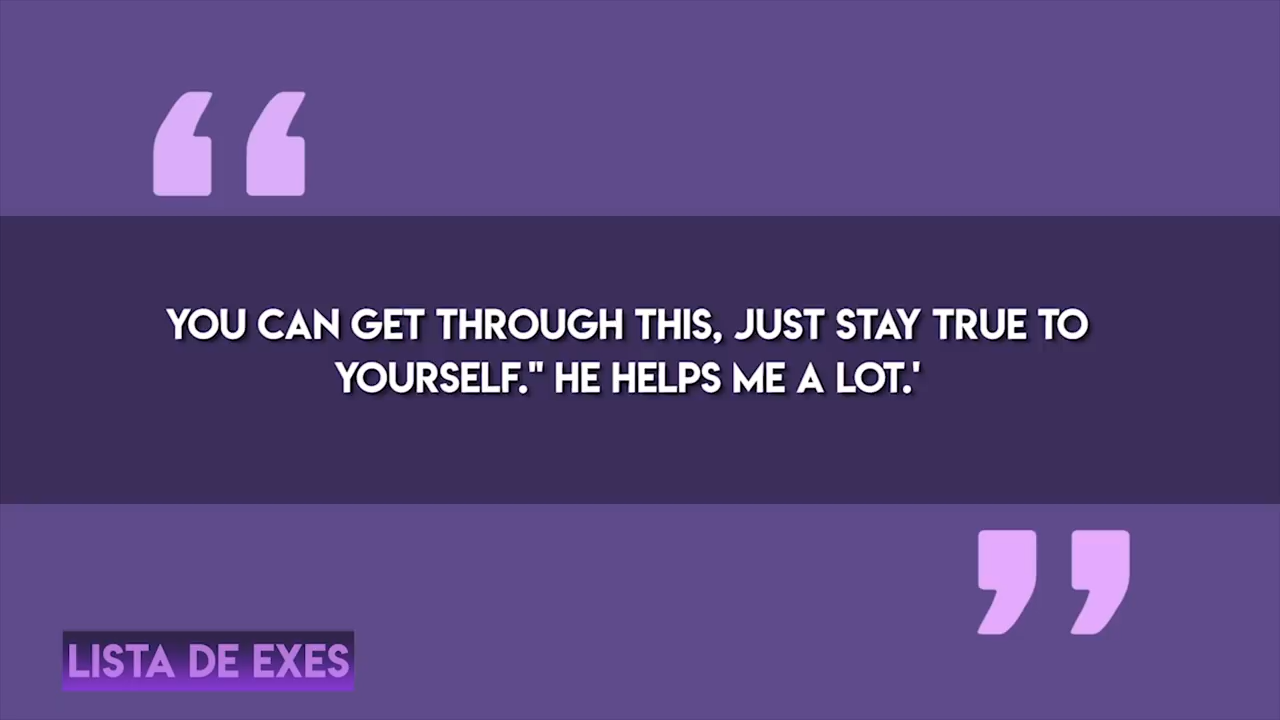 YOU CAN GET THROUGH THIS, JUST STAY TRUE TO
YOURSELF." HE HELPS ME A LOT.'
LISTA DE EXES